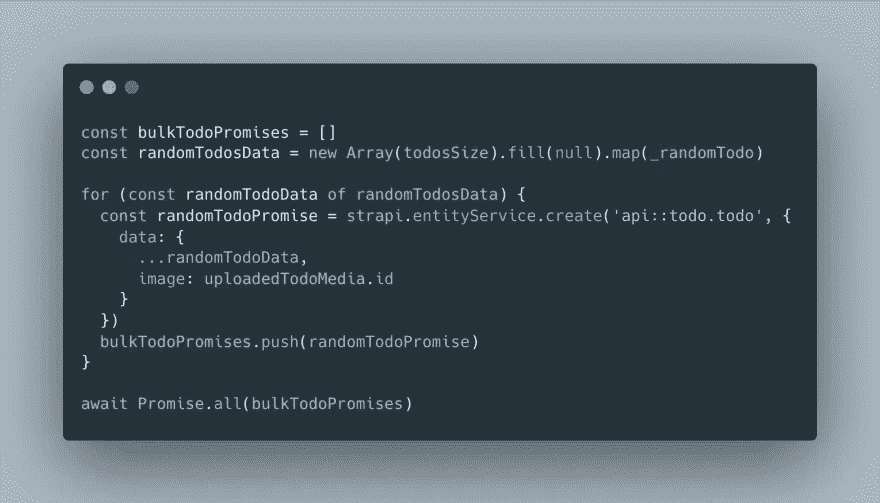 const bulkTodoPromises = []
const randomTodosData = new Array(todosSize).fill(null).map(_randomTodo)

for (const randomTodoData of randomTodosData) {
  const randomTodoPromise = strapi.entityService.create('api::todo.todo', {
    data: {
      ...randomTodoData,
      image: uploadedTodoMedia.id
    }
  })
  bulkTodoPromises.push(randomTodoPromise)
}

await Promise.all(bulkTodoPromises)